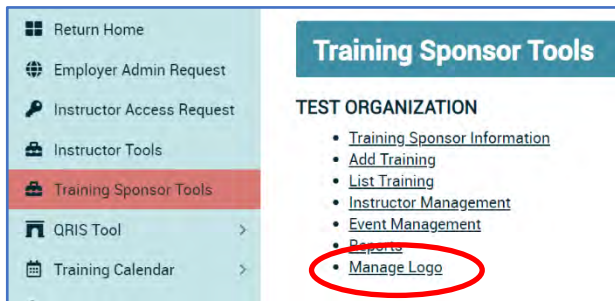 Return Home
Employer Admin Request
Instructor Access Request
Instructor Tools
Training Sponsor Tools
QRIS Tool
Training Calendar
Training Sponsor Tools
TEST ORGANIZATION
Training Sponsor Information
Add Training
List Training
Instructor Management
Event Management
Reports
Manage Logo